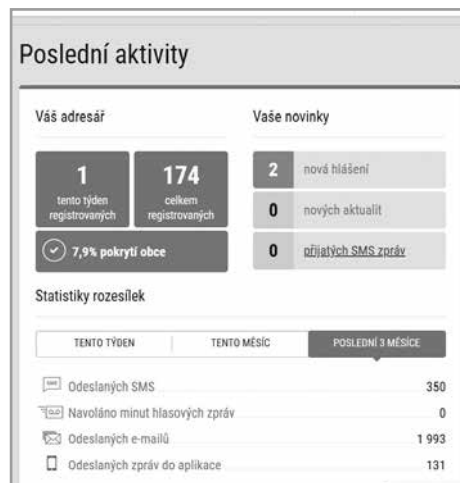 Poslední aktivity
Váš adresář
1
tento týden
registrovaných
174
celkem
registrovaných
7,9% pokrytí obce
Vaše novinky
2 nová hlášení
0 nových aktualit
0 přijatých SMS zpráv
Statistiky rozesílek
TENTO TÝDEN TENTO MĚSÍC POSLEDNÍ 3 MĚSÍCE
SMS Odeslaných SMS 350
Navoláno minut hlasových zpráv 0
Odeslaných e-mailů 1 993
Odeslaných zpráv do aplikace 131